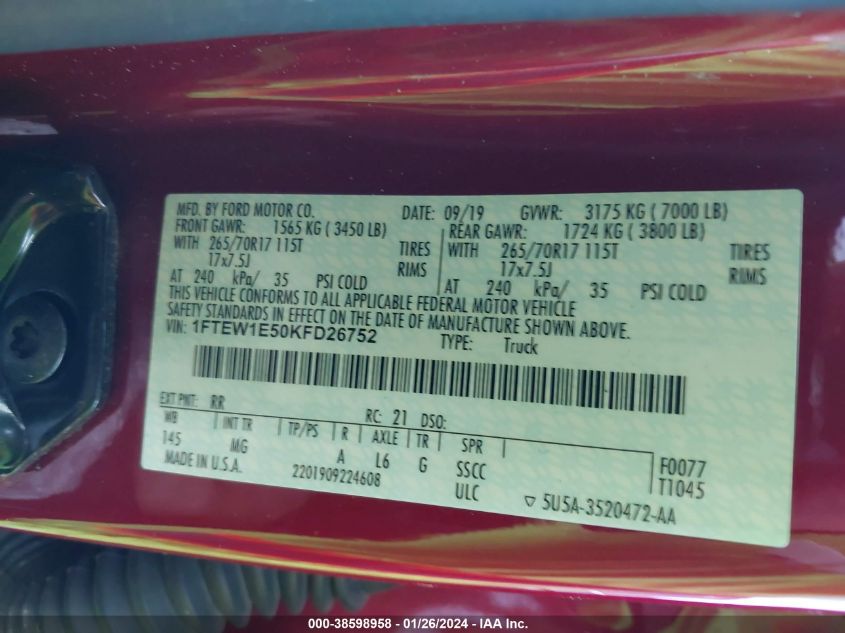 MFD. BY FORD MOTOR CO. DATE: 09/19 GVWR: 3175 KG ( 7000 LB)
FRONT GAWR: 1565 KG ( 3450 LB) REAR GAWR: 1724 KG ( 3800 LB)
WITH 265/70R17 115T TIRES WITH 265/70R17 115T TIRES
17x7.5J RIMS 17x7.5J RIMS
AT 240 kPa/ 35 PSI COLD AT 240 kPa/ 35 PSI COLD
THIS VEHICLE CONFORMS TO ALL APPLICABLE FEDERAL MOTOR VEHICLE
SAFETY STANDARDS IN EFFECT ON THE DATE OF MANUFACTURE SHOWN ABOVE.
VIN: 1FTEW1E50KFD26752 TYPE: Truck
EXT PNT: RR RC: 21 DSO:
WB INT TR TP/PS R AXLE TR SPR
145 MG A L6 G SSCC F0077
MADE IN U.S.A. 2201909224608 ULC T1045
5U5A-3520472-AA
000-38598958 - 01/26/2024 - IAA Inc.